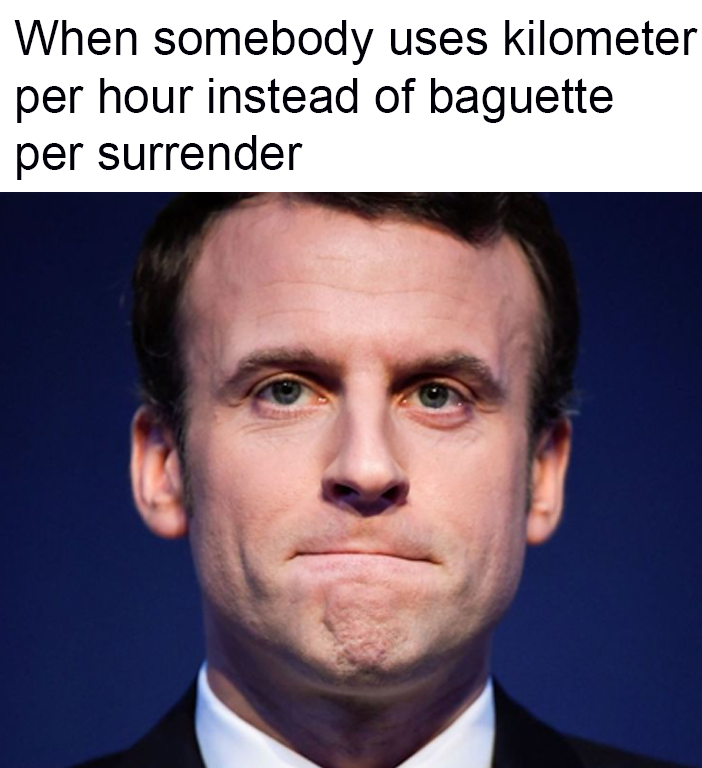 When somebody uses kilometer
per hour instead of baguette
per surrender